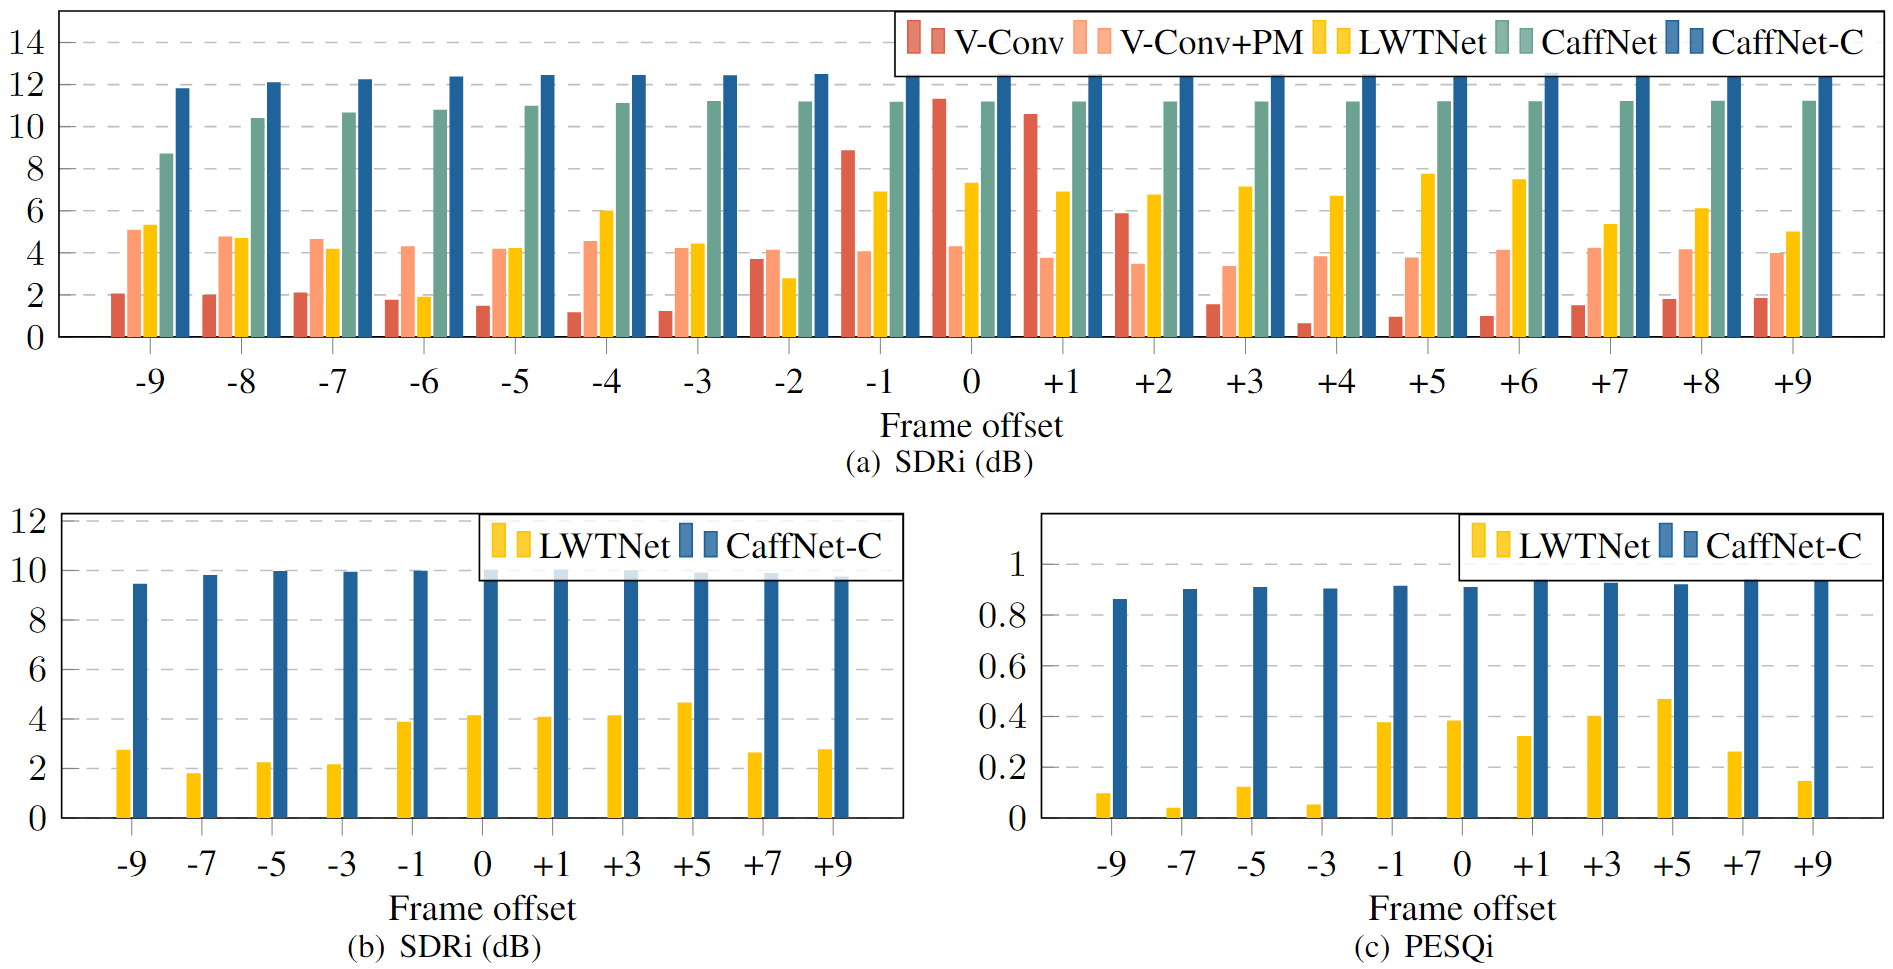 V-Conv V-Conv+PM LWTNet CaffNet CaffNet-C
14
12
10
8
6
4
2
0
-9 -8 -7 -6 -5 -4 -3 -2 -1 0 +1 +2 +3 +4 +5 +6 +7 +8 +9
Frame offset
(a) SDRi (dB)
LWTNet CaffNet-C
12
10
8
6
4
2
0
-9 -7 -5 -3 -1 0 +1 +3 +5 +7 +9
Frame offset
(b) SDRi (dB)
LWTNet CaffNet-C
1
0.8
0.6
0.4
0.2
0
-9 -7 -5 -3 -1 0 +1 +3 +5 +7 +9
Frame offset
(c) PESQi